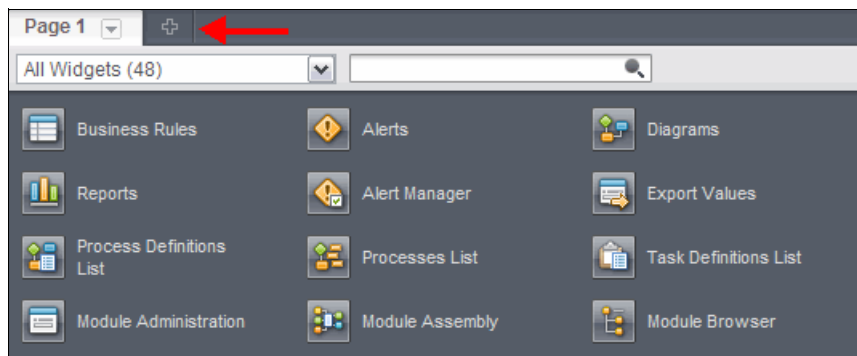 Page 1
All Widgets (48)
Business Rules
Alerts
Diagrams
Reports
Alert Manager
Export Values
Process Definitions
List
Processes List
Task Definitions List
Module Administration
Module Assembly
Module Browser